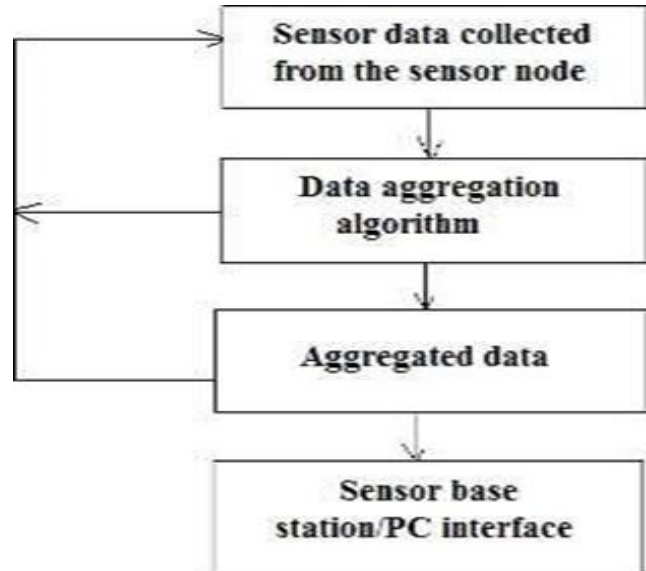 Sensor data collected
from the sensor node
Data aggregation
algorithm
Aggregated data
Sensor base
station/PC interface